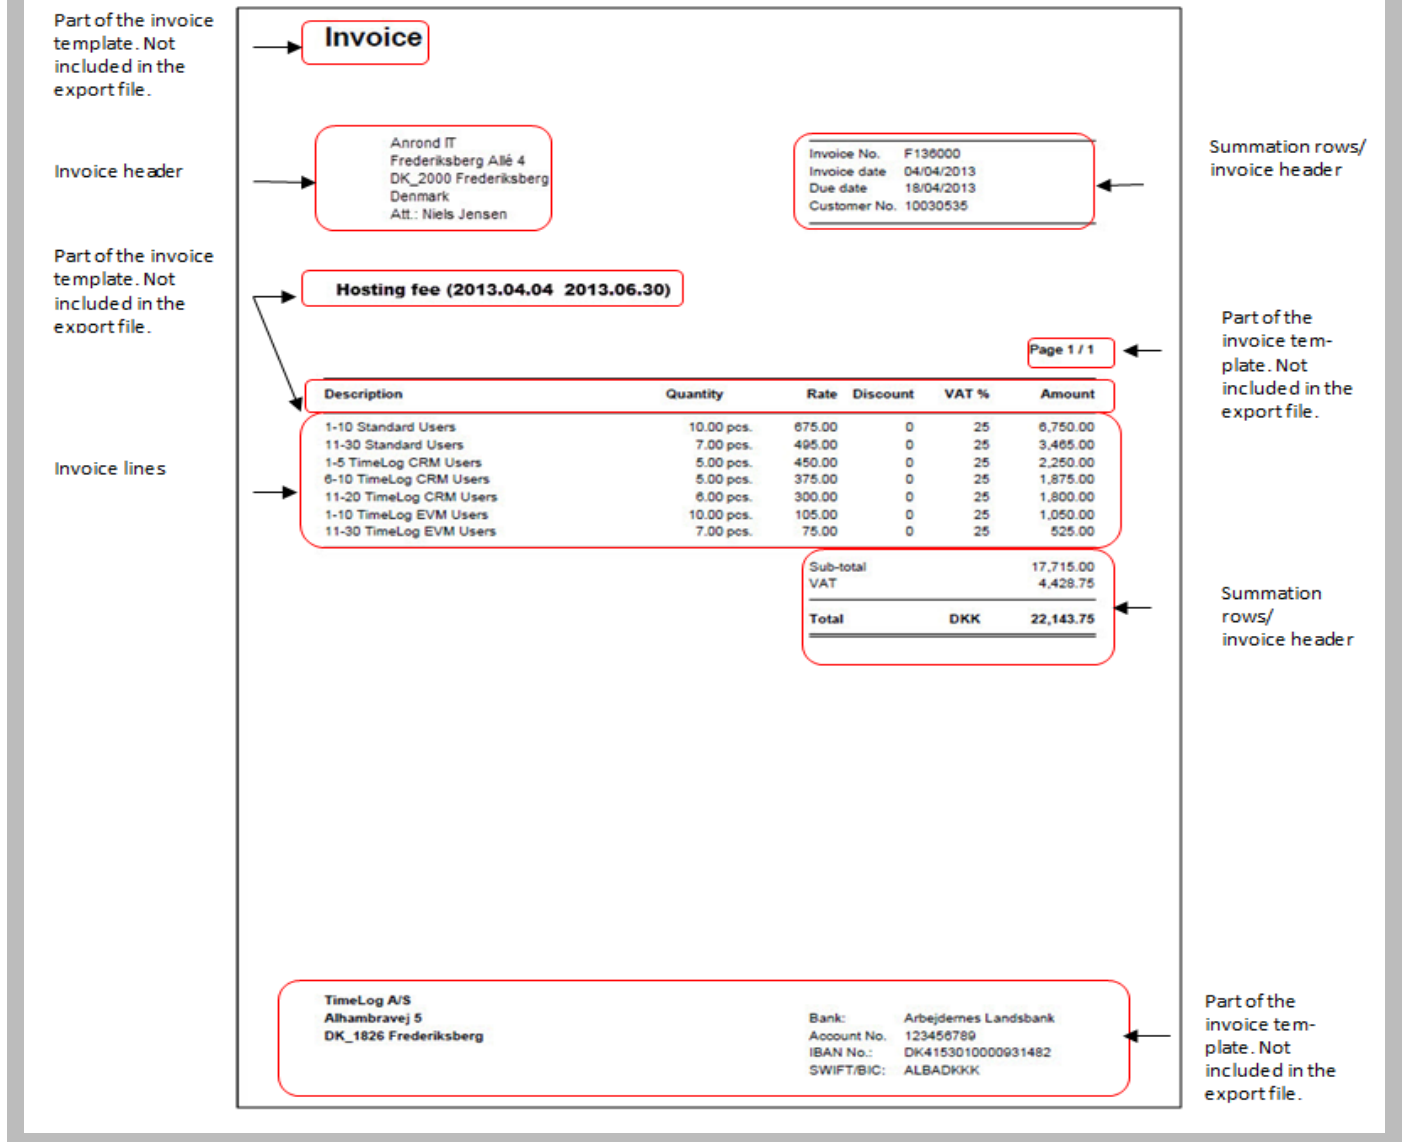 Part of the invoice
template. Not
included in the
export file.
Invoice
Invoice header
Anrond IT
Frederiksberg Allé 4
DK_2000 Frederiksberg
Denmark
Att.: Niels Jensen
Invoice No. F136000
Invoice date 04/04/2013
Due date 18/04/2013
Customer No. 10030535
Summation rows/
invoice header
Part of the invoice
template. Not
included in the
export file.
Hosting fee (2013.04.04 2013.06.30)
Page 1 / 1
Part of the
invoice tem-
plate. Not
included in the
export file.
Description Quantity Rate Discount VAT % Amount
1-10 Standard Users 10.00 pcs. 675.00 0 25 6,750.00
11-30 Standard Users 7.00 pcs. 495.00 0 25 3,465.00
1-5 TimeLog CRM Users 5.00 pcs. 450.00 0 25 2,250.00
6-10 TimeLog CRM Users 5.00 pcs. 375.00 0 25 1,875.00
11-20 TimeLog CRM Users 6.00 pcs. 300.00 0 25 1,800.00
1-10 TimeLog EVM Users 10.00 pcs. 105.00 0 25 1,050.00
11-30 TimeLog EVM Users 7.00 pcs. 75.00 0 25 525.00
Invoice lines
Sub-total 17,715.00
VAT 4,428.75
Total DKK 22,143.75
Summation
rows/
invoice header
TimeLog A/S
Alhambravej 5
DK_1826 Frederiksberg
Bank: Arbejdernes Landsbank
Account No. 123456789
IBAN No.: DK4153010000931482
SWIFT/BIC: ALBADKKK
Part of the
invoice tem-
plate. Not
included in the
export file.